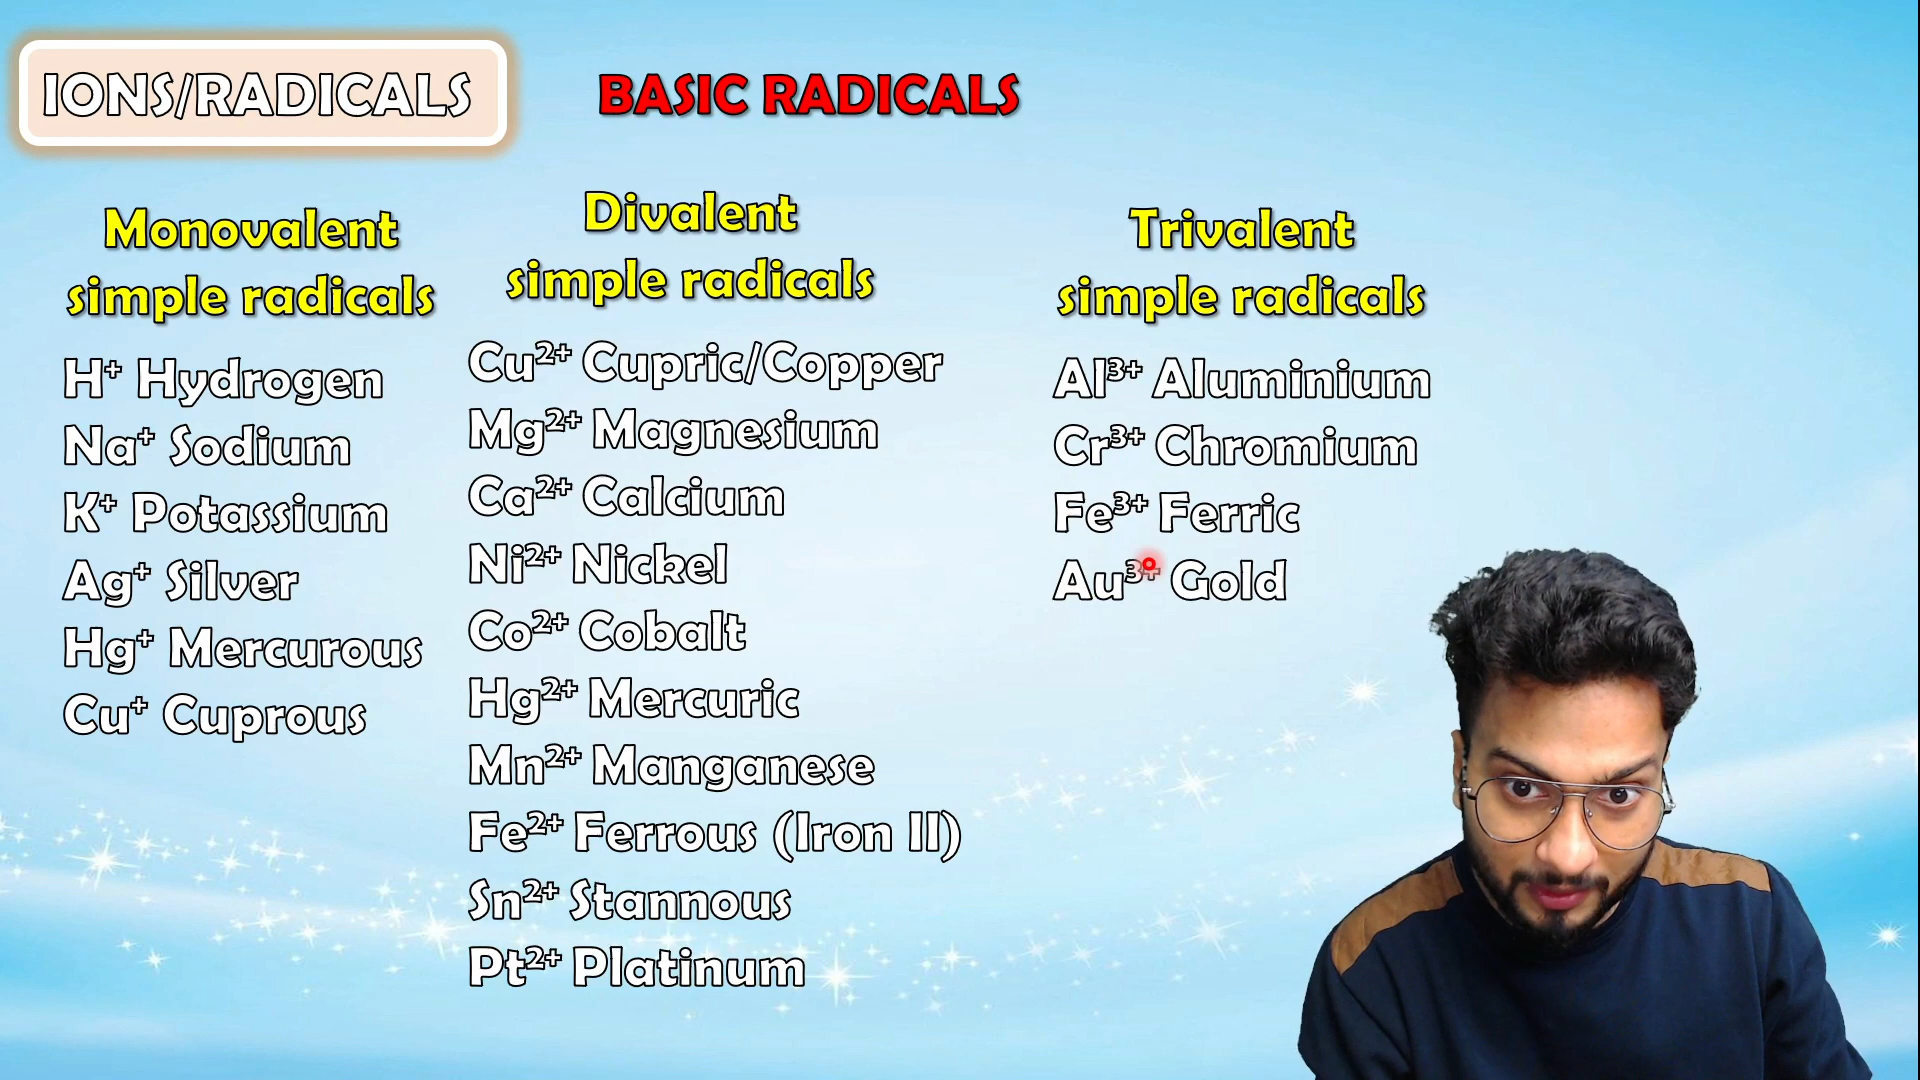 IONS/RADICALS
BASIC RADICALS
Monovalent
simple radicals
H⁺ Hydrogen
Na⁺ Sodium
K⁺ Potassium
Ag⁺ Silver
Hg⁺ Mercurous
Cu⁺ Cuprous
Divalent
simple radicals
Cu²⁺ Cupric/Copper
Mg²⁺ Magnesium
Ca²⁺ Calcium
Ni²⁺ Nickel
Co²⁺ Cobalt
Hg²⁺ Mercuric
Mn²⁺ Manganese
Fe²⁺ Ferrous (Iron II)
Sn²⁺ Stannous
Pt²⁺ Platinum
Trivalent
simple radicals
Al³⁺ Aluminium
Cr³⁺ Chromium
Fe³⁺ Ferric
Au³⁺ Gold